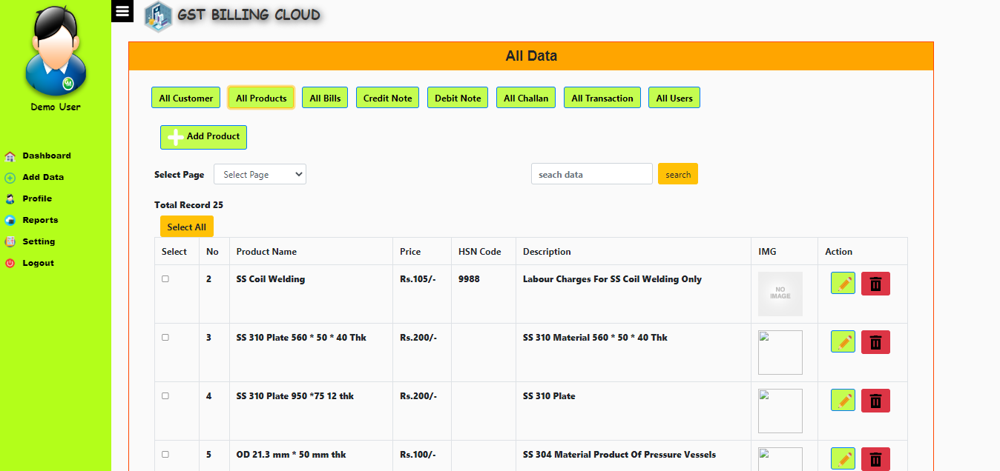 GST BILLING CLOUD
Demo User
Dashboard
Add Data
Profile
Reports
Setting
Logout
All Data
All Customer All Products All Bills Credit Note Debit Note All Challan All Transaction All Users
Add Product
Select Page Select Page seach data search
Total Record 25
Select All
Select No Product Name Price HSN Code Description IMG Action
2 SS Coil Welding Rs.105/- 9988 Labour Charges For SS Coil Welding Only NO IMAGE
3 SS 310 Plate 560 * 50 * 40 Thk Rs.200/- SS 310 Material 560 * 50 * 40 Thk
4 SS 310 Plate 950 *75 12 thk Rs.200/- SS 310 Plate
5 OD 21.3 mm * 50 mm thk Rs.100/- SS 304 Material Product Of Pressure Vessels